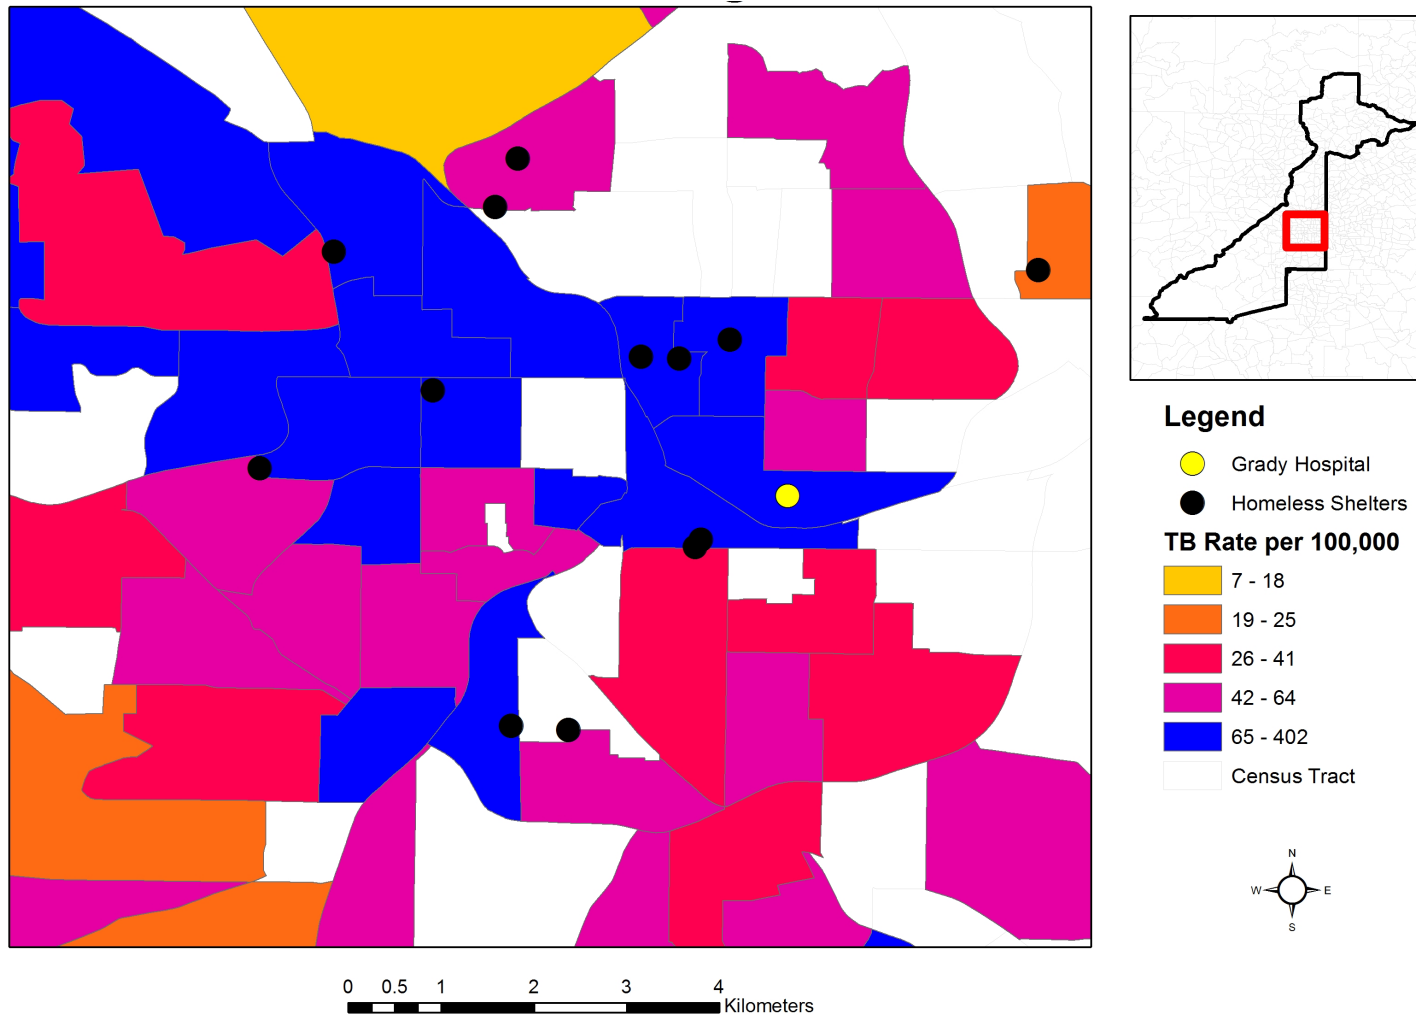 Legend
Grady Hospital
Homeless Shelters
TB Rate per 100,000
7 - 18
19 - 25
26 - 41
42 - 64
65 - 402
Census Tract
N
W E
S
0 0.5 1 2 3 4
Kilometers